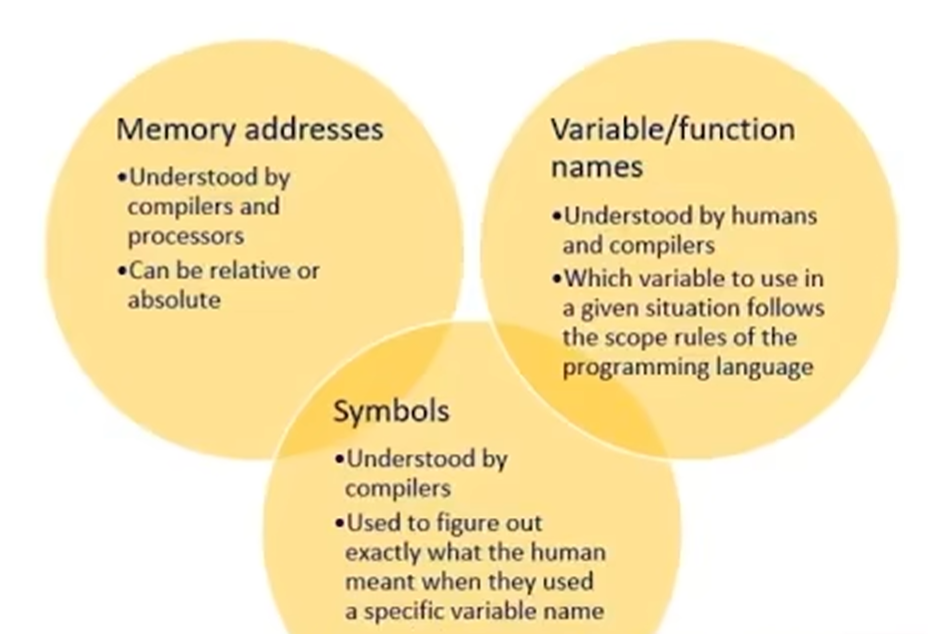 Memory addresses
•Understood by
compilers and
processors
•Can be relative or
absolute
Variable/function
names
•Understood by humans
and compilers
•Which variable to use in
a given situation follows
the scope rules of the
programming language
Symbols
•Understood by
compilers
•Used to figure out
exactly what the human
meant when they used
a specific variable name